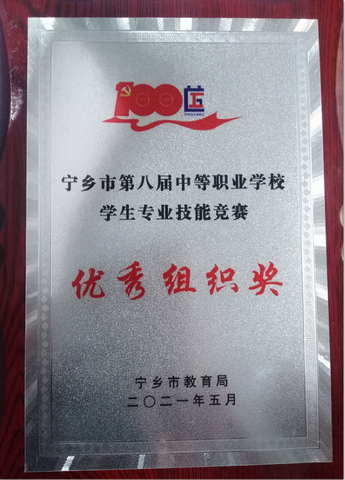 100
宁乡市第八届中等职业学校
学生专业技能竞赛
优秀组织奖
宁乡市教育局
二〇二一年五月